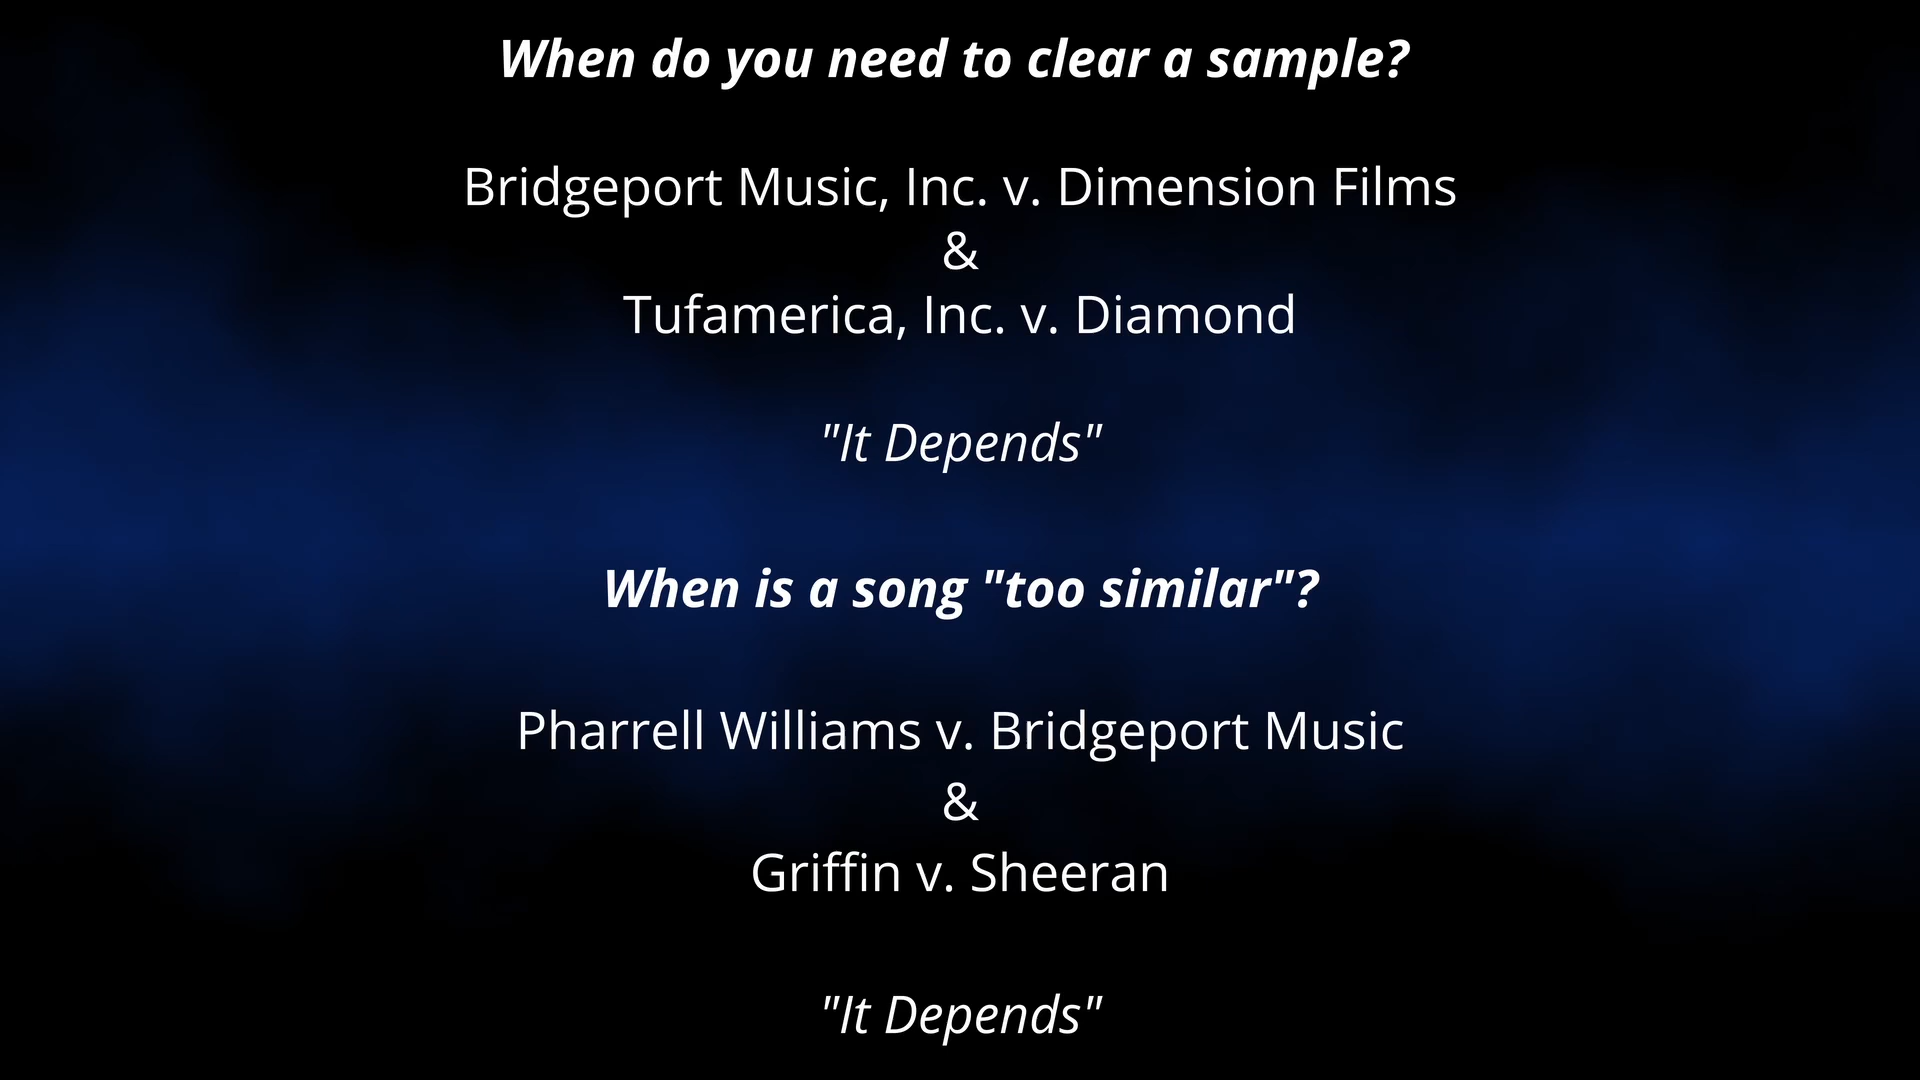 When do you need to clear a sample?
Bridgeport Music, Inc. v. Dimension Films
&
Tufamerica, Inc. v. Diamond
"It Depends"
When is a song "too similar"?
Pharrell Williams v. Bridgeport Music
&
Griffin v. Sheeran
"It Depends"